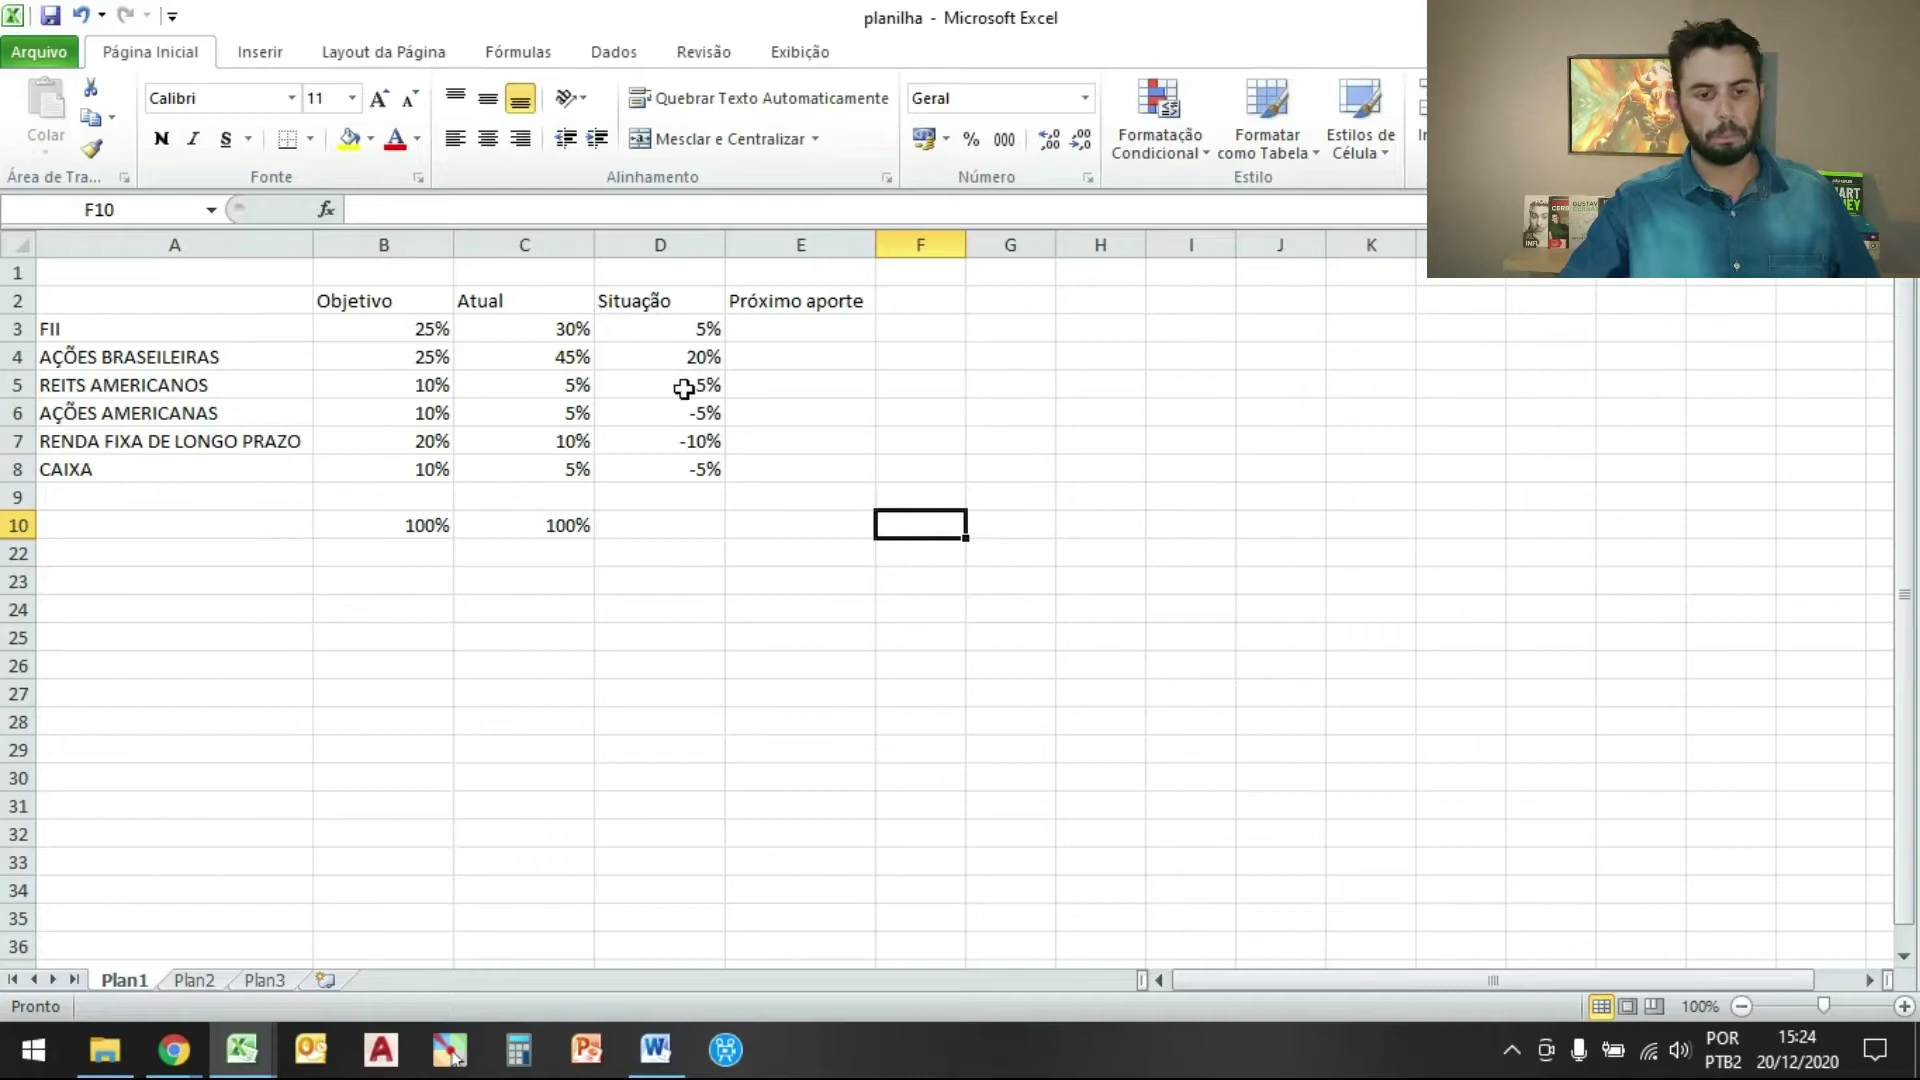 planilha - Microsoft Excel
Arquivo
Página Inicial
Inserir
Layout da Página
Fórmulas
Dados
Revisão
Exibição
Colar
Calibri
11
Quebrar Texto Automaticamente
Geral
N I S
Mesclar e Centralizar
% 000
Formatação Condicional
Formatar como Tabela
Estilos de Célula
Área de Tra...
Fonte
Alinhamento
Número
Estilo
F10
fx
A B C D E F G H I J K
1
2 Objetivo Atual Situação Próximo aporte
3 FII 25% 30% 5%
4 AÇÕES BRASEILEIRAS 25% 45% 20%
5 REITS AMERICANOS 10% 5% 5%
6 AÇÕES AMERICANAS 10% 5% -5%
7 RENDA FIXA DE LONGO PRAZO 20% 10% -10%
8 CAIXA 10% 5% -5%
9
10 100% 100%
22
23
24
25
26
27
28
29
30
31
32
33
34
35
36
Plan1 Plan2 Plan3
Pronto
100%
POR
PTB2
15:24
20/12/2020